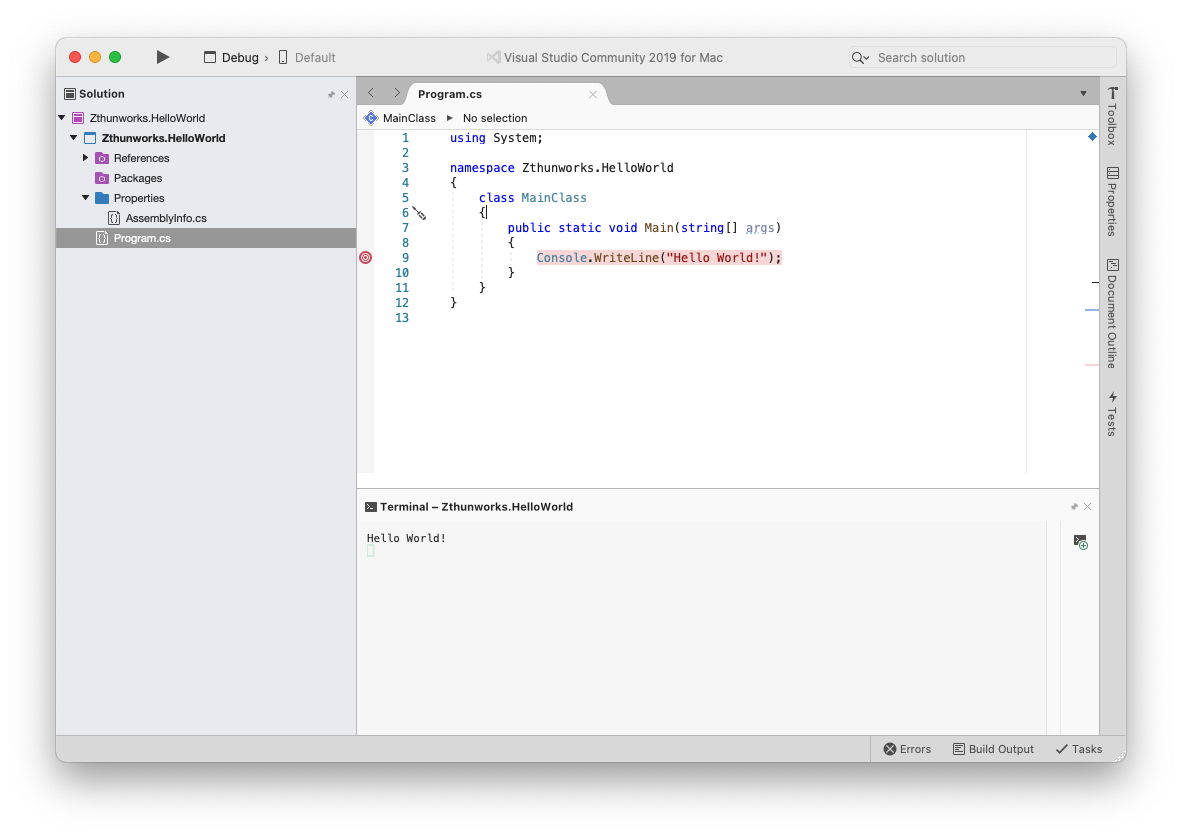 Debug › Default
Visual Studio Community 2019 for Mac
Search solution
Solution
Zthunworks.HelloWorld
Zthunworks.HelloWorld
References
Packages
Properties
AssemblyInfo.cs
Program.cs
Program.cs
MainClass
No selection
1 using System;
2
3 namespace Zthunworks.HelloWorld
4 {
5 class MainClass
6 {
7 public static void Main(string[] args)
8 {
9 Console.WriteLine("Hello World!");
10 }
11 }
12 }
13
Toolbox
Properties
Document Outline
Tests
Terminal – Zthunworks.HelloWorld
Hello World!
Errors
Build Output
Tasks